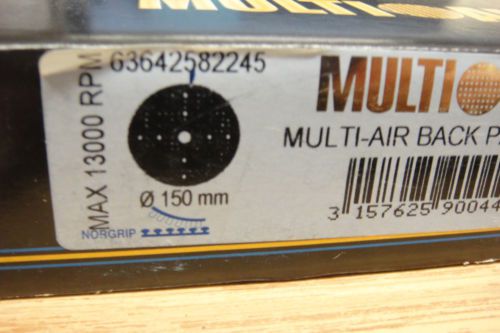 MULTI
63642582245
MAX 13000 RPM
Ø 150 mm
NORGRIP
MULTI
MULTI-AIR BACK
3 157625 90044